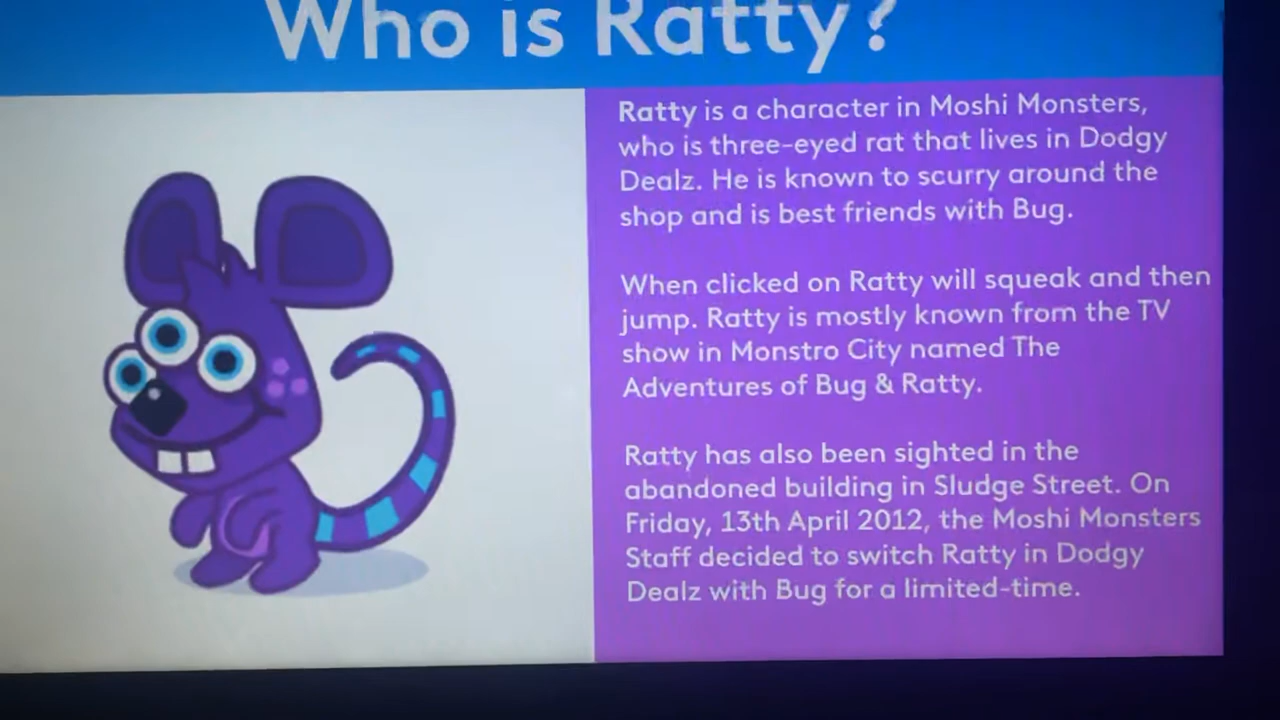 Who is Ratty?
Ratty is a character in Moshi Monsters,
who is three-eyed rat that lives in Dodgy
Dealz. He is known to scurry around the
shop and is best friends with Bug.
When clicked on Ratty will squeak and then
jump. Ratty is mostly known from the TV
show in Monstro City named The
Adventures of Bug & Ratty.
Ratty has also been sighted in the
abandoned building in Sludge Street. On
Friday, 13th April 2012, the Moshi Monsters
Staff decided to switch Ratty in Dodgy
Dealz with Bug for a limited-time.